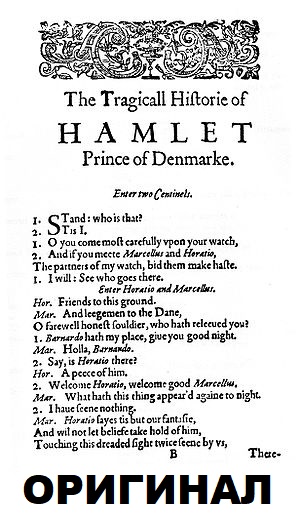 The Tragicall Hiſtorie of
HAMLET
Prince of Denmarke.
Enter two Centinels.
1. STand: who is that?
2. Tis I.
1. O you come moſt carefully vpon your watch,
2. And if you meete Marcellus and Horatio,
The partners of my watch, bid them make haſte.
1. I will: See who goes there.
Enter Horatio and Marcellus.
Hor. Friends to this ground.
Mar. And leegemen to the Dane,
O farewell honeſt ſouldier, who hath releeued you?
1. Barnardo hath my place, giue you good night.
Mar. Holla, Barnardo.
2. Say, is Horatio there?
Hor. A peece of him.
2. Welcome Horatio, welcome good Marcellus,
Mar. What hath this thing appear'd againe to night.
2. I haue ſeene nothing.
Mar. Horatio ſayes tis but our fantaſie,
And wil not let beliefe take hold of him,
Touching this dreaded ſight twice ſeene by vs,
B There-
ОРИГИНАЛ